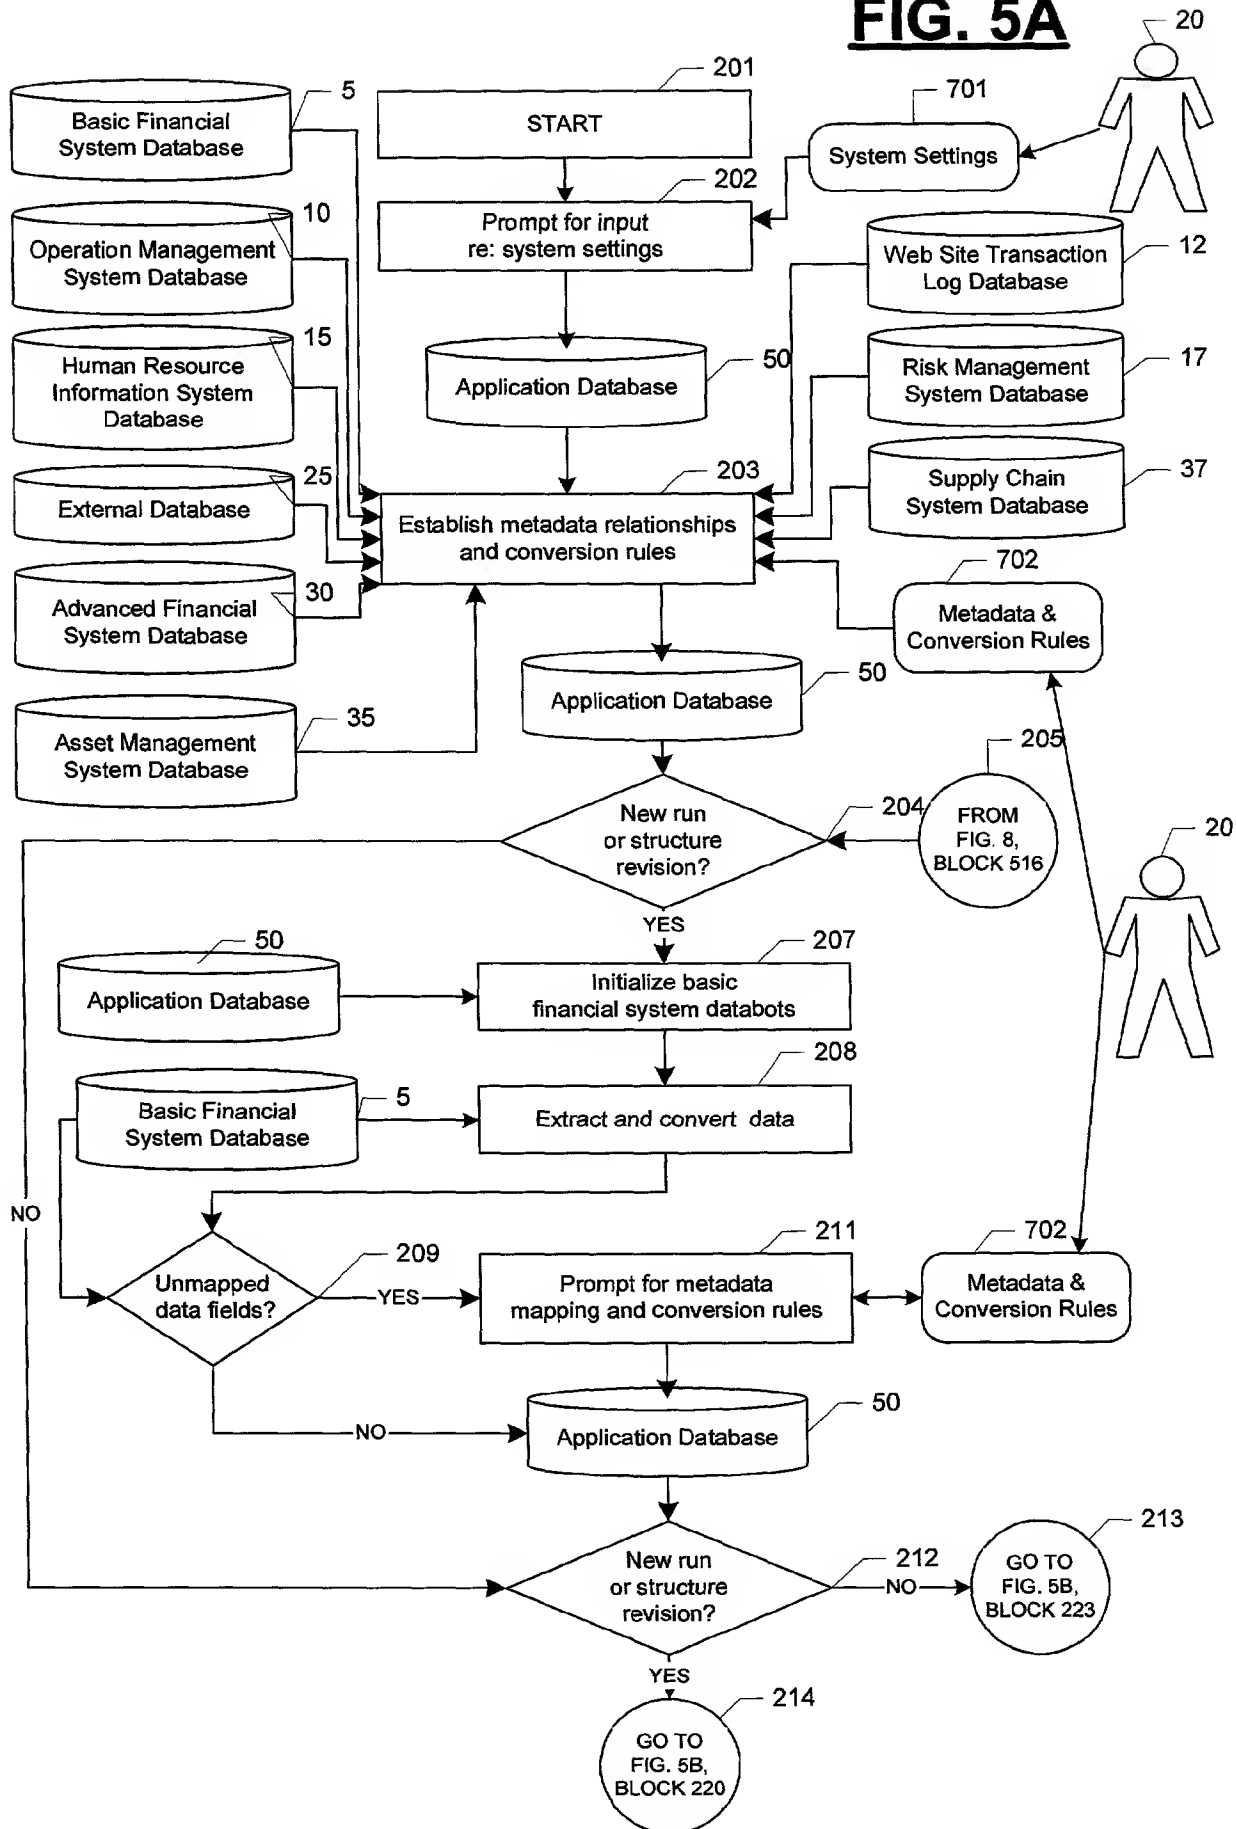 FIG. 5A
20
201
START
5
Basic Financial
System Database
701
System Settings
202
Prompt for input
re: system settings
10
Operation Management
System Database
12
Web Site Transaction
Log Database
15
Human Resource
Information System
Database
50
Application Database
17
Risk Management
System Database
25
External Database
203
Establish metadata relationships
and conversion rules
37
Supply Chain
System Database
30
Advanced Financial
System Database
702
Metadata &
Conversion Rules
50
Application Database
35
Asset Management
System Database
205
FROM
FIG. 8,
BLOCK 516
204
New run
or structure
revision?
20
YES
50
Application Database
207
Initialize basic
financial system databots
208
Extract and convert data
5
Basic Financial
System Database
NO
209
Unmapped
data fields?
YES
211
Prompt for metadata
mapping and conversion rules
702
Metadata &
Conversion Rules
50
Application Database
NO
212
New run
or structure
revision?
NO
213
GO TO
FIG. 5B,
BLOCK 223
YES
214
GO TO
FIG. 5B,
BLOCK 220